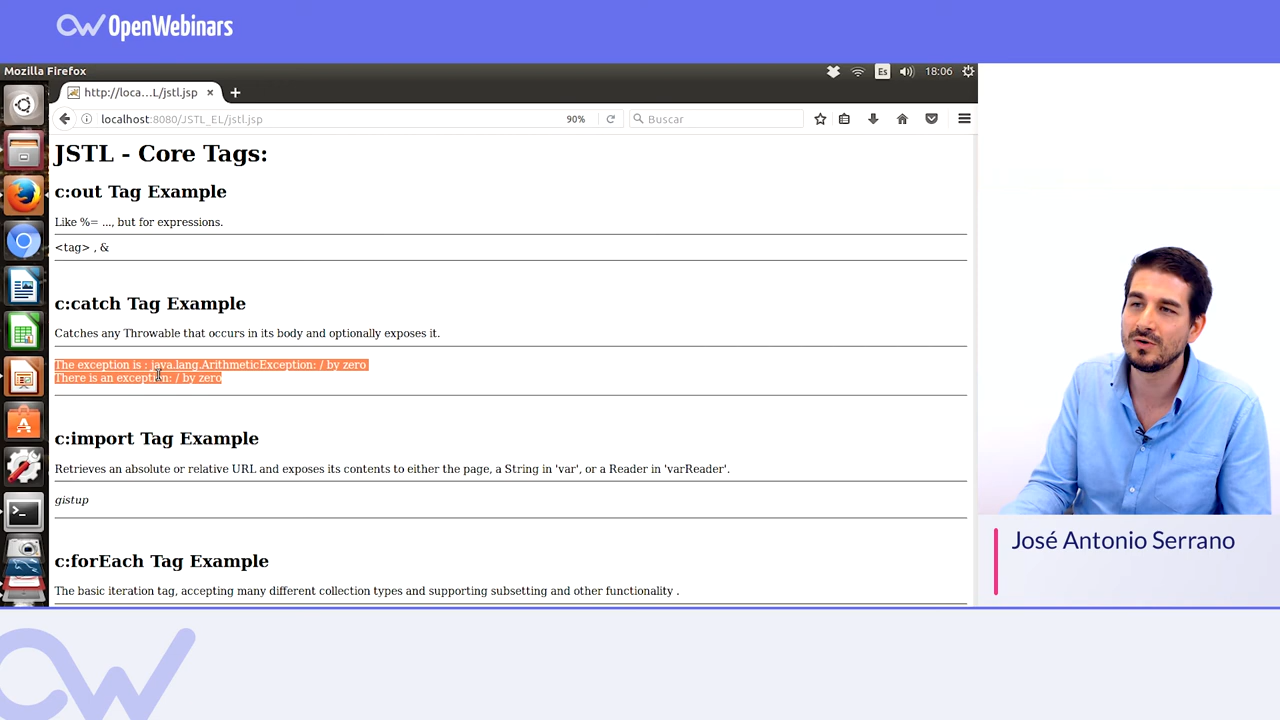 OpenWebinars
Mozilla Firefox
Es
18:06
http://loca...L/jstl.jsp
localhost:8080/JSTL_EL/jstl.jsp
90%
Buscar
JSTL - Core Tags:
c:out Tag Example
Like %= ..., but for expressions.
<tag> , &
c:catch Tag Example
Catches any Throwable that occurs in its body and optionally exposes it.
The exception is : java.lang.ArithmeticException: / by zero
There is an exception: / by zero
c:import Tag Example
Retrieves an absolute or relative URL and exposes its contents to either the page, a String in 'var', or a Reader in 'varReader'.
gistup
c:forEach Tag Example
The basic iteration tag, accepting many different collection types and supporting subsetting and other functionality .
José Antonio Serrano